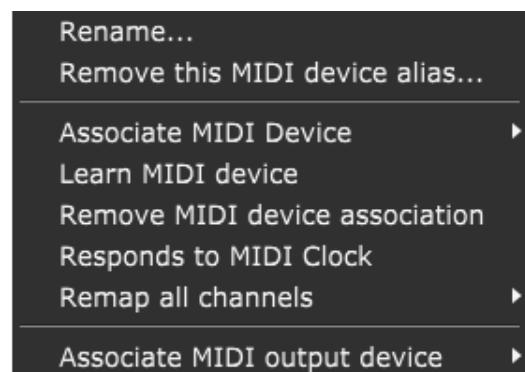 Rename...
Remove this MIDI device alias...
Associate MIDI Device
Learn MIDI device
Remove MIDI device association
Responds to MIDI Clock
Remap all channels
Associate MIDI output device